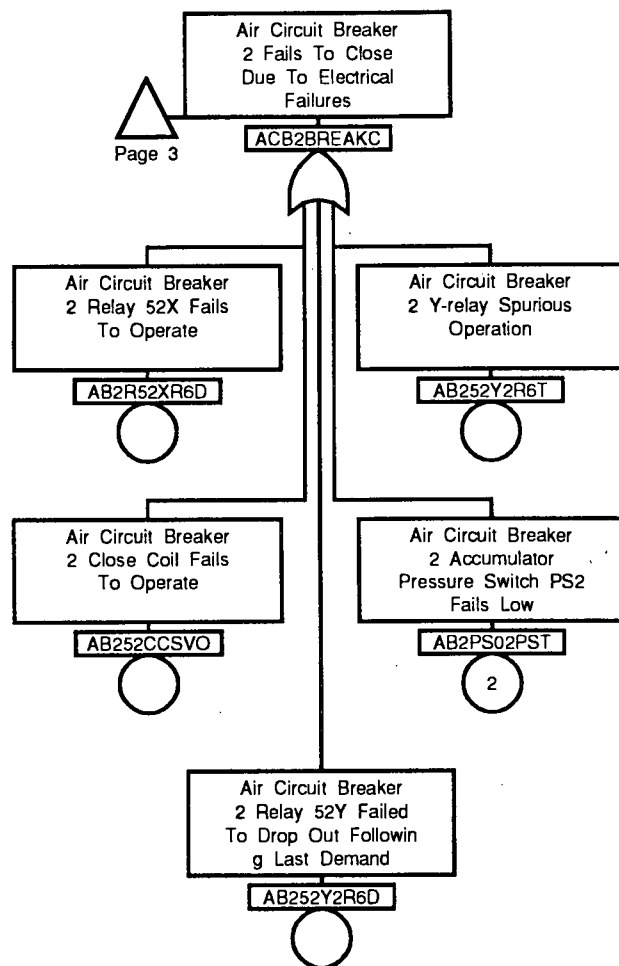 Air Circuit Breaker
2 Fails To Close
Due To Electrical
Failures
Page 3
ACB2BREAKC
Air Circuit Breaker
2 Relay 52X Fails
To Operate
AB2R52XR6D
Air Circuit Breaker
2 Y-relay Spurious
Operation
AB252Y2R6T
Air Circuit Breaker
2 Close Coil Fails
To Operate
AB252CCSVO
Air Circuit Breaker
2 Accumulator
Pressure Switch PS2
Fails Low
AB2PS02PST
2
Air Circuit Breaker
2 Relay 52Y Failed
To Drop Out Followin
g Last Demand
AB252Y2R6D